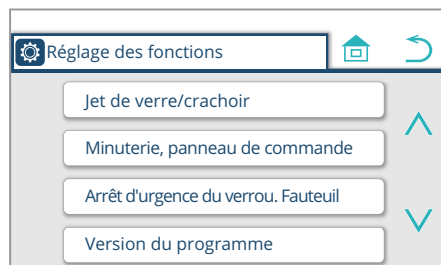 Réglage des fonctions
Jet de verre/crachoir
Minuterie, panneau de commande
Arrêt d'urgence du verrou. Fauteuil
Version du programme